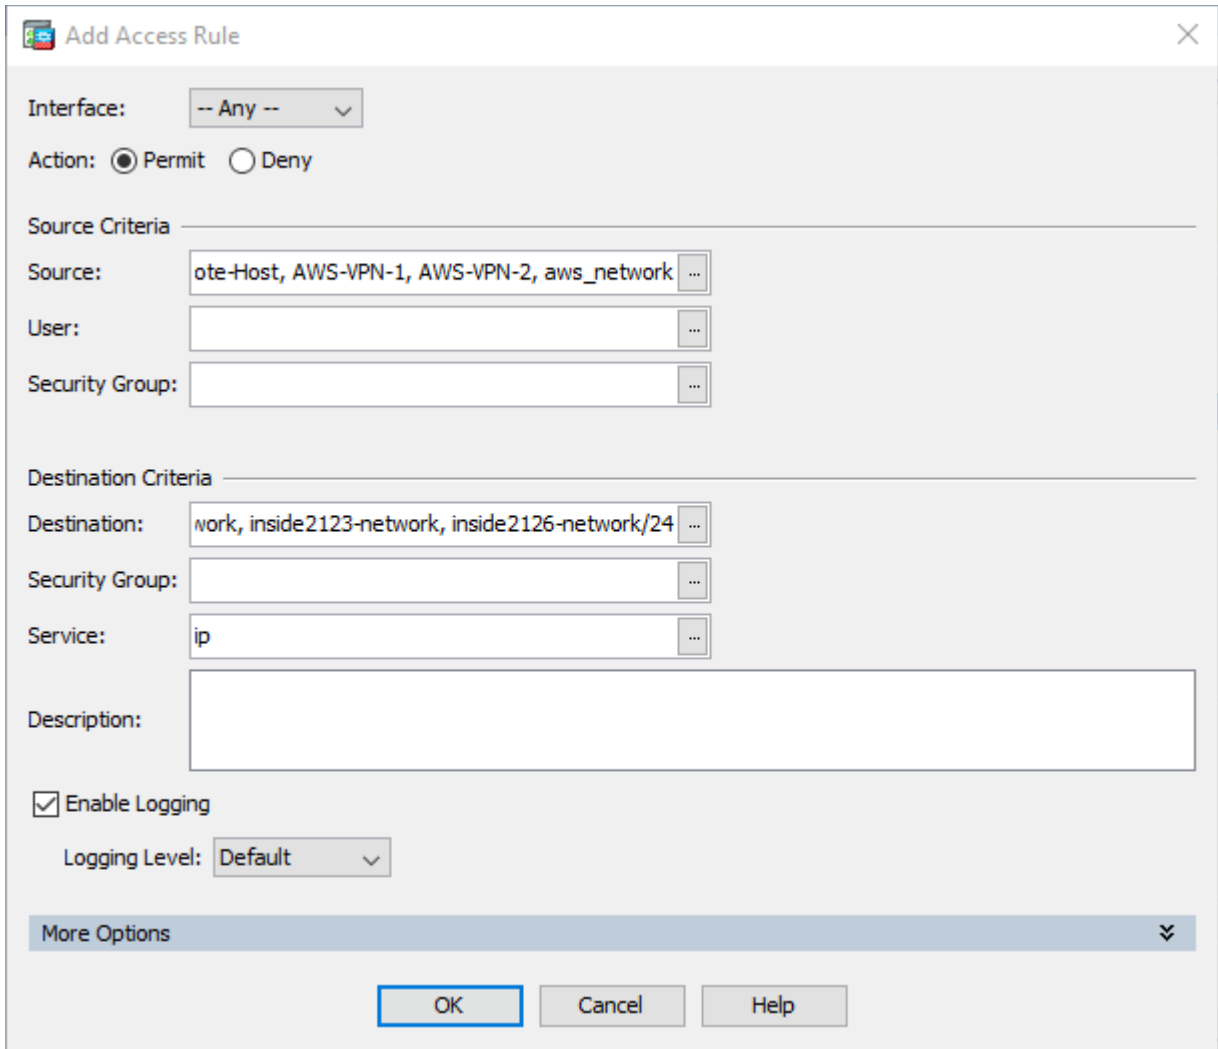 Add Access Rule
Interface: -- Any --
Action: Permit Deny
Source Criteria
Source: ote-Host, AWS-VPN-1, AWS-VPN-2, aws_network ...
User: ...
Security Group: ...
Destination Criteria
Destination: work, inside2123-network, inside2126-network/24 ...
Security Group: ...
Service: ip ...
Description:
Enable Logging
Logging Level: Default
More Options
OK Cancel Help